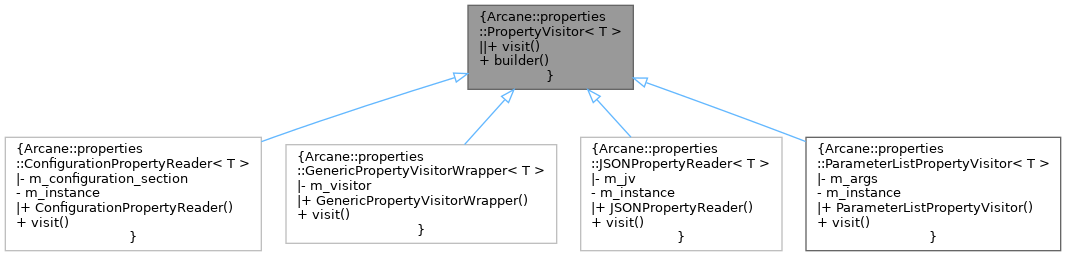 {Arcane::properties
::PropertyVisitor< T >
||+ visit()
+ builder()
}
{Arcane::properties
::ConfigurationPropertyReader< T >
|- m_configuration_section
- m_instance
|+ ConfigurationPropertyReader()
+ visit()
}
{Arcane::properties
::GenericPropertyVisitorWrapper< T >
|- m_visitor
|+ GenericPropertyVisitorWrapper()
+ visit()
}
{Arcane::properties
::JSONPropertyReader< T >
|- m_jv
- m_instance
|+ JSONPropertyReader()
+ visit()
}
{Arcane::properties
::ParameterListPropertyVisitor< T >
|- m_args
- m_instance
|+ ParameterListPropertyVisitor()
+ visit()
}